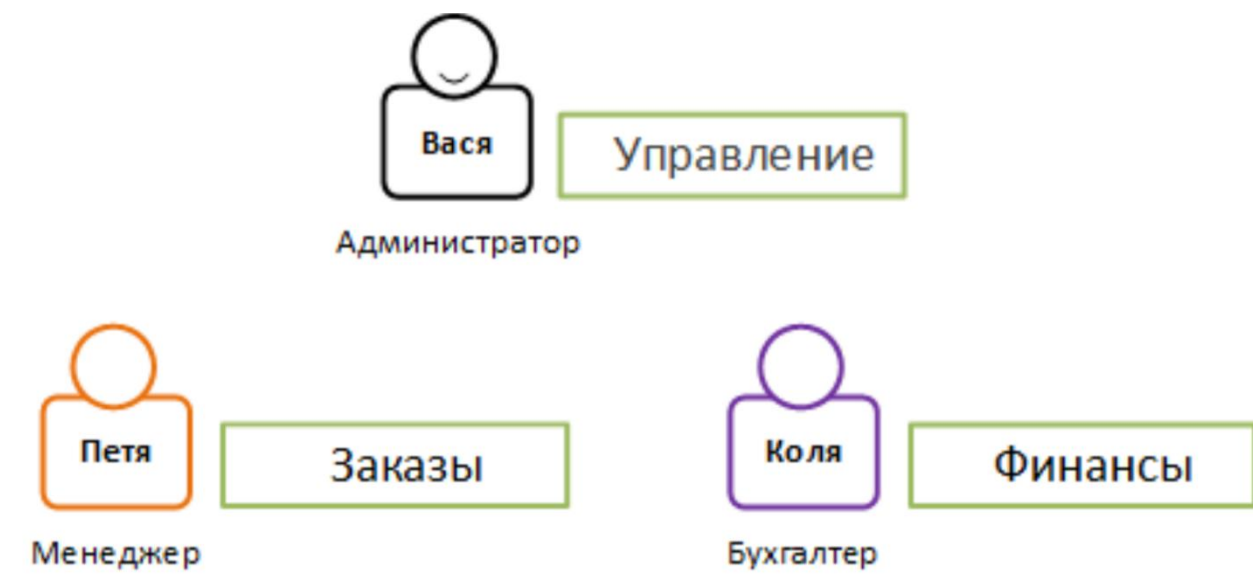 Вася
Управление
Администратор
Петя
Заказы
Менеджер
Коля
Финансы
Бухгалтер